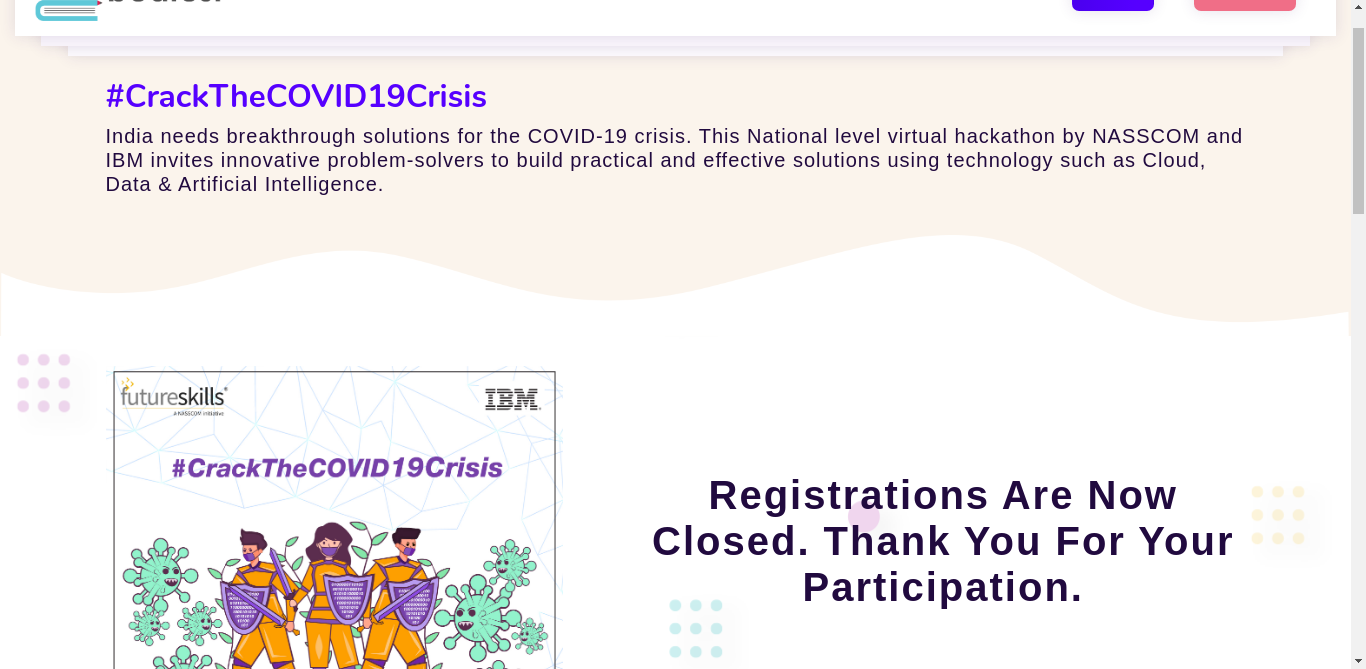 #CrackTheCOVID19Crisis
India needs breakthrough solutions for the COVID-19 crisis. This National level virtual hackathon by NASSCOM and
IBM invites innovative problem-solvers to build practical and effective solutions using technology such as Cloud,
Data & Artificial Intelligence.
futureskills
A NASSCOM Initiative
IBM
#CrackTheCOVID19Crisis
Registrations Are Now
Closed. Thank You For Your
Participation.